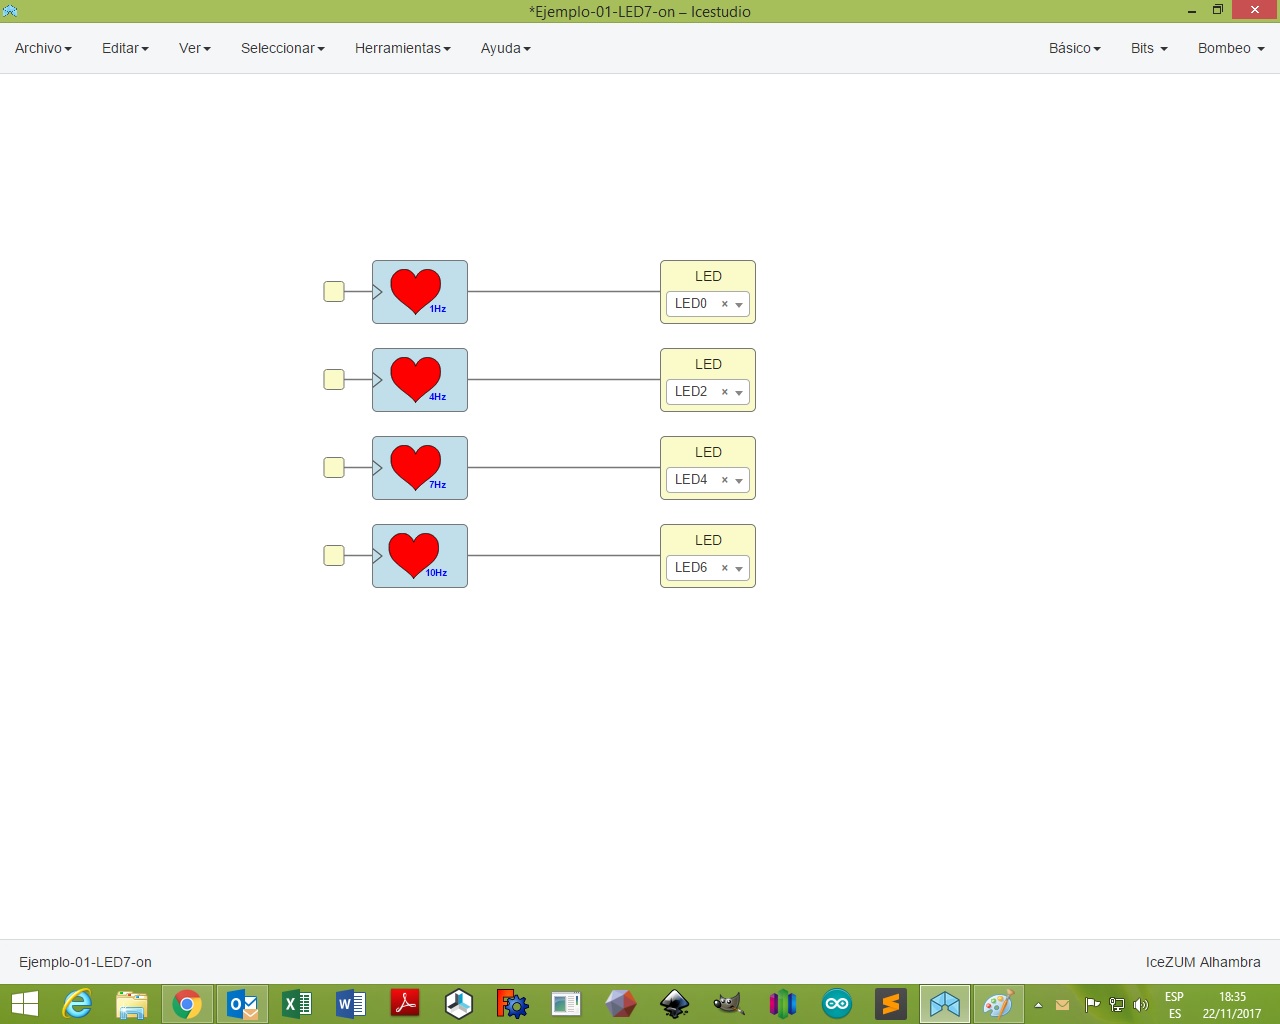 *Ejemplo-01-LED7-on – Icestudio
Archivo Editar Ver Seleccionar Herramientas Ayuda Básico Bits Bombeo
LED
LED0 ×
1Hz
LED
LED2 ×
4Hz
LED
LED4 ×
7Hz
LED
LED6 ×
10Hz
Ejemplo-01-LED7-on IceZUM Alhambra
ESP 18:35
ES 22/11/2017